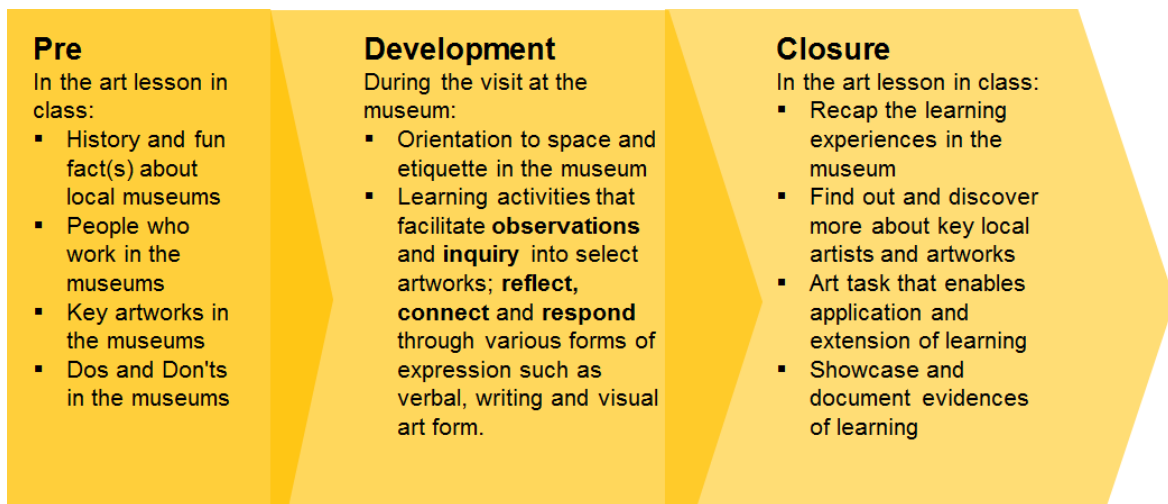 Pre
In the art lesson in
class:
▪ History and fun
fact(s) about
local museums
▪ People who
work in the
museums
▪ Key artworks in
the museums
▪ Dos and Don'ts
in the museums
Development
During the visit at the
museum:
▪ Orientation to space and
etiquette in the museum
▪ Learning activities that
facilitate observations
and inquiry into select
artworks; reflect,
connect and respond
through various forms of
expression such as
verbal, writing and visual
art form.
Closure
In the art lesson in class:
▪ Recap the learning
experiences in the
museum
▪ Find out and discover
more about key local
artists and artworks
▪ Art task that enables
application and
extension of learning
▪ Showcase and
document evidences
of learning